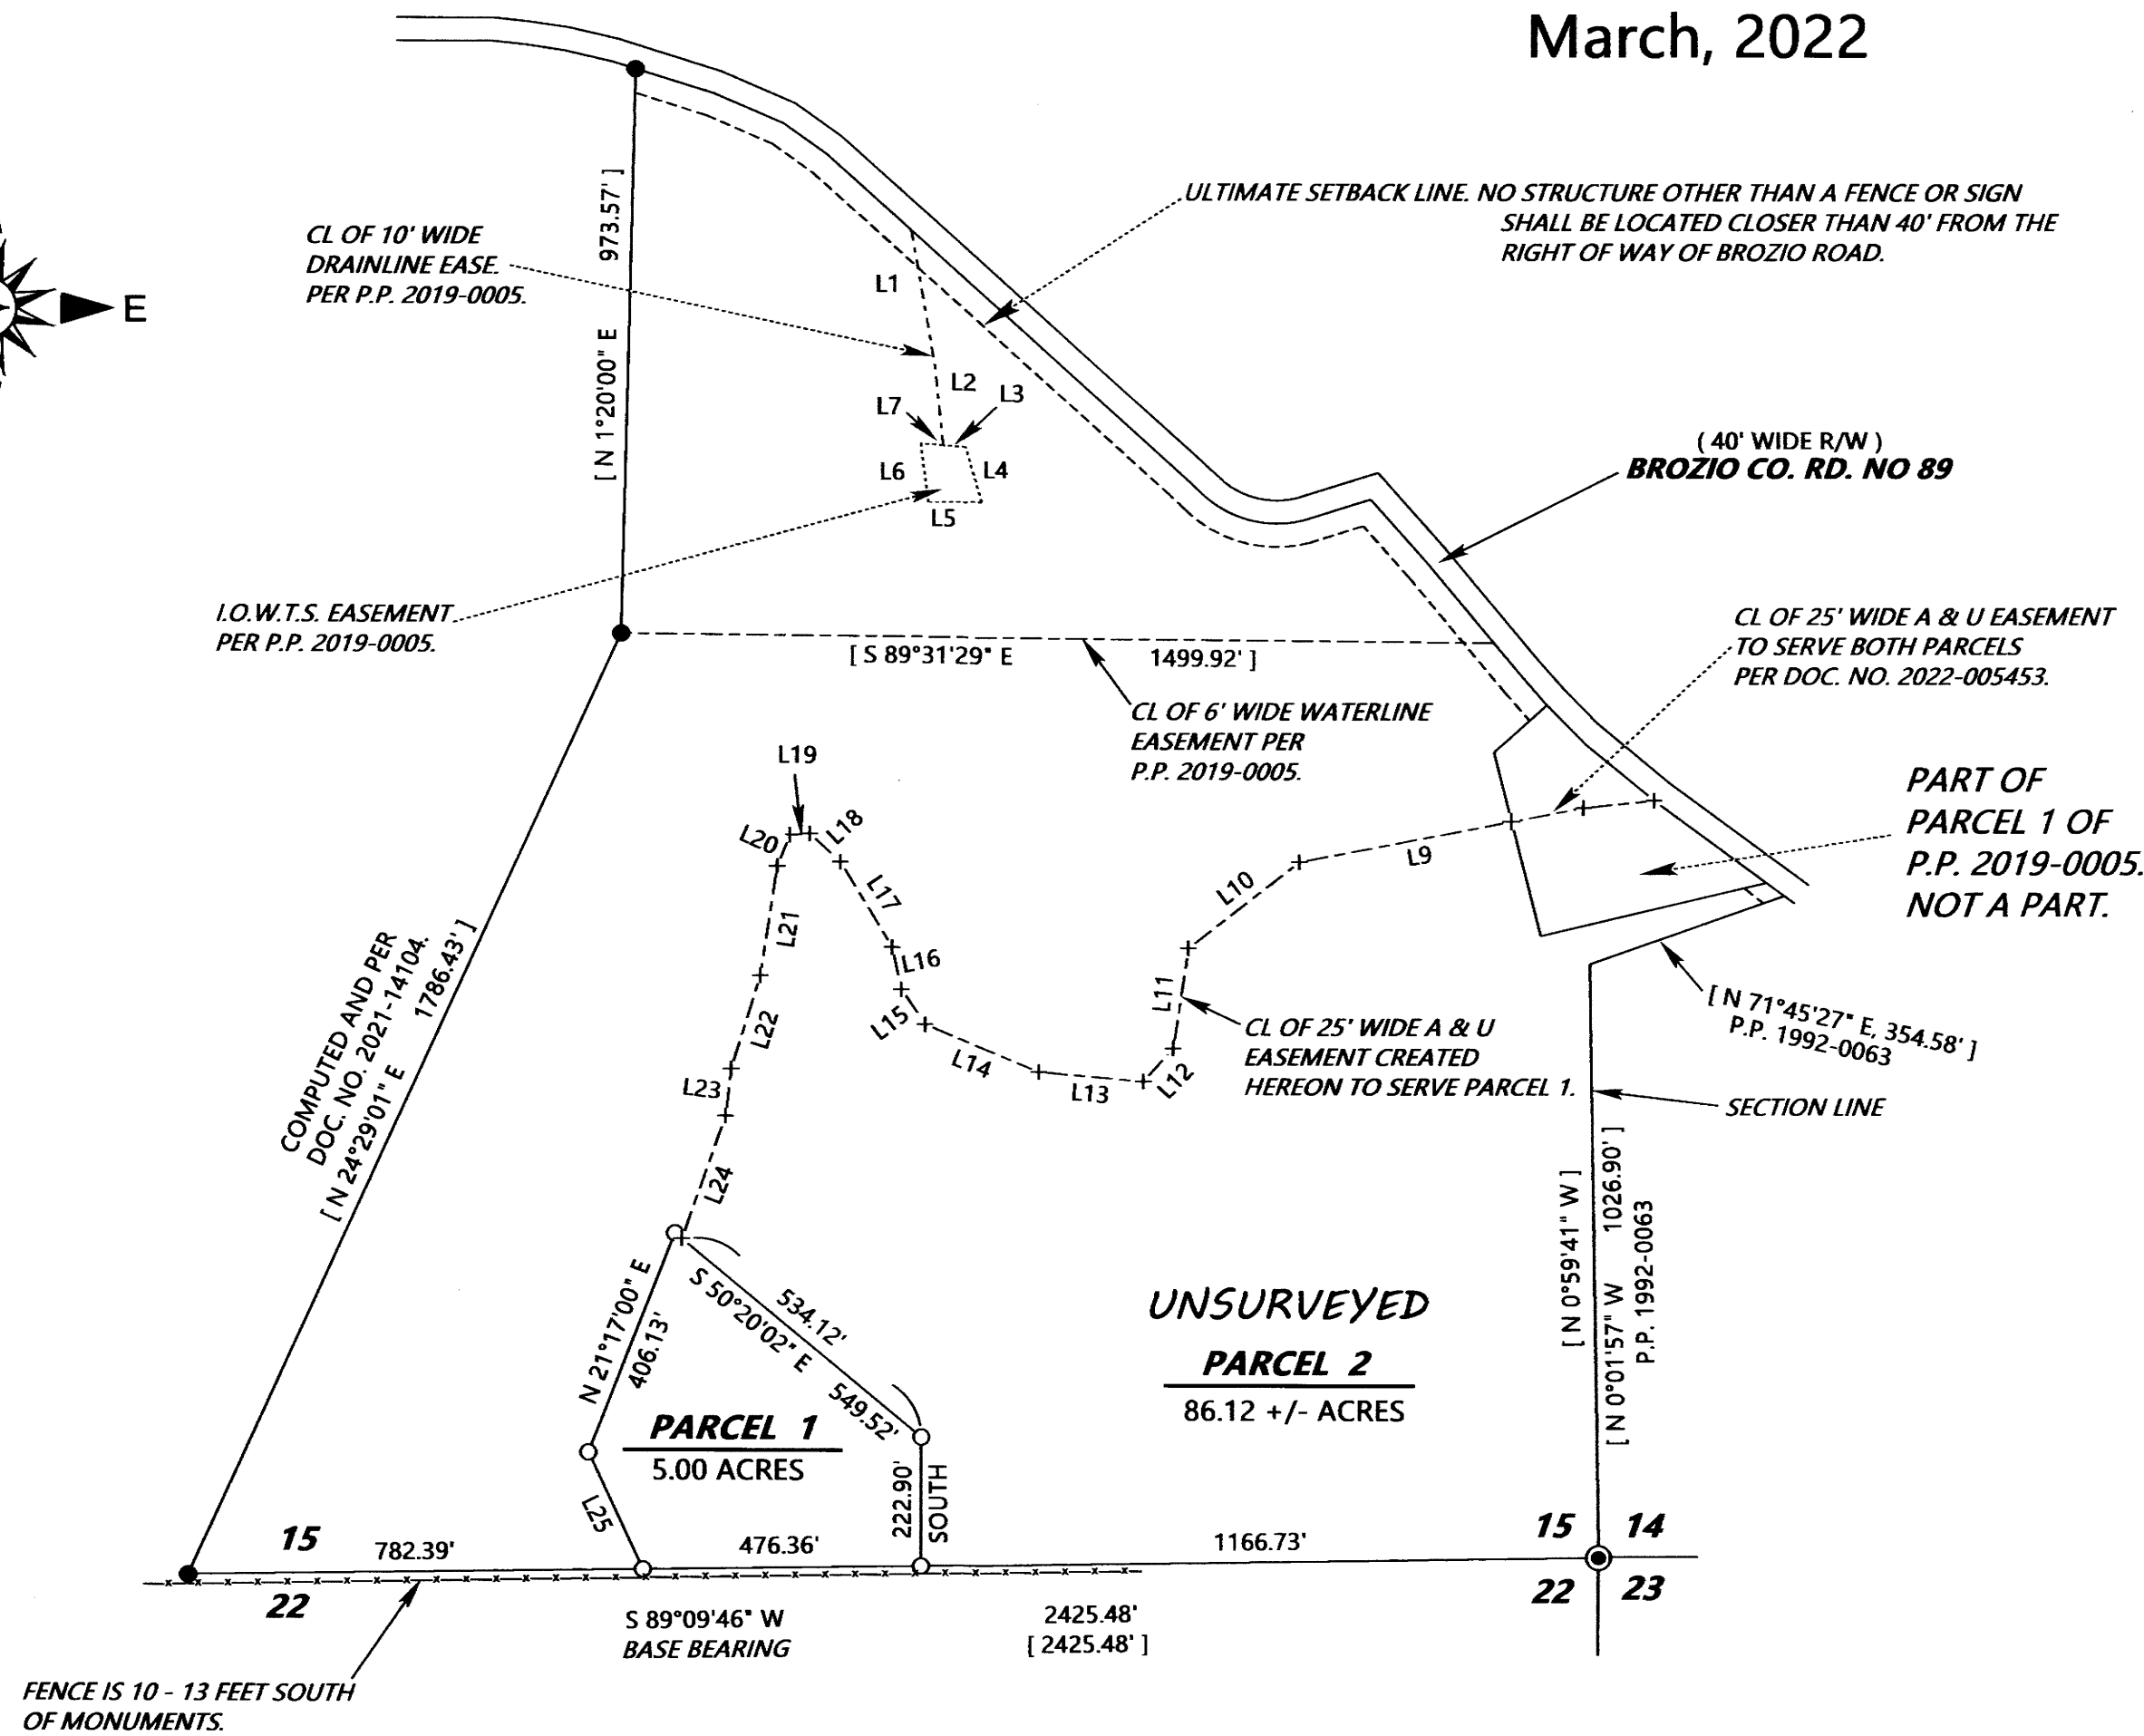 March, 2022
E
CL OF 10' WIDE
DRAINLINE EASE.
PER P.P. 2019-0005.
[ N 1°20'00" E 973.57' ]
ULTIMATE SETBACK LINE. NO STRUCTURE OTHER THAN A FENCE OR SIGN
SHALL BE LOCATED CLOSER THAN 40' FROM THE
RIGHT OF WAY OF BROZIO ROAD.
L1
L2
L3
L7
L6
L4
L5
( 40' WIDE R/W )
BROZIO CO. RD. NO 89
I.O.W.T.S. EASEMENT
PER P.P. 2019-0005.
[ S 89°31'29" E 1499.92' ]
CL OF 6' WIDE WATERLINE
EASEMENT PER
P.P. 2019-0005.
CL OF 25' WIDE A & U EASEMENT
TO SERVE BOTH PARCELS
PER DOC. NO. 2022-005453.
PART OF
PARCEL 1 OF
P.P. 2019-0005.
NOT A PART.
L19
L20
L18
L17
L9
L10
L21
L16
L11
L15
L22
L14
L13
L12
L23
L24
CL OF 25' WIDE A & U
EASEMENT CREATED
HEREON TO SERVE PARCEL 1.
[ N 71°45'27" E, 354.58' ]
P.P. 1992-0063
SECTION LINE
COMPUTED AND PER
DOC. NO. 2021-14104.
[ N 24°29'01" E 1786.43' ]
[ N 0°59'41" W ]
[ N 0°01'57" W 1026.90' ]
P.P. 1992-0063
N 21°17'00" E
406.13'
534.12'
S 50°20'02" E 549.52'
UNSURVEYED
PARCEL 2
86.12 +/- ACRES
PARCEL 1
5.00 ACRES
L25
222.90'
SOUTH
15
782.39'
476.36'
1166.73'
15
14
22
22
23
S 89°09'46" W
BASE BEARING
2425.48'
[ 2425.48' ]
FENCE IS 10 - 13 FEET SOUTH
OF MONUMENTS.